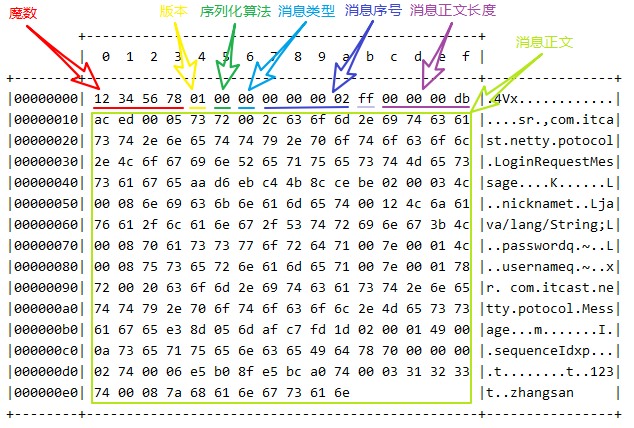 魔数 版本 序列化算法 消息类型 消息序号 消息正文长度
消息正文
+-------------------------------------------------+
| 0 1 2 3 4 5 6 7 8 9 a b c d e f |
+--------+-------------------------------------------------+----------------+
|00000000| 12 34 56 78 01 00 00 00 00 00 02 ff 00 00 00 db |.4Vx............|
|00000010| ac ed 00 05 73 72 00 2c 63 6f 6d 2e 69 74 63 61 |....sr.,com.itca|
|00000020| 73 74 2e 6e 65 74 74 79 2e 70 6f 74 6f 63 6f 6c |st.netty.potocol|
|00000030| 2e 4c 6f 67 69 6e 52 65 71 75 65 73 74 4d 65 73 |.LoginRequestMes|
|00000040| 73 61 67 65 aa d6 eb c4 4b 8c ce be 02 00 03 4c |sage....K......L|
|00000050| 00 08 6e 69 63 6b 6e 61 6d 65 74 00 12 4c 6a 61 |..nicknamet..Lja|
|00000060| 76 61 2f 6c 61 6e 67 2f 53 74 72 69 6e 67 3b 4c |va/lang/String;L|
|00000070| 00 08 70 61 73 73 77 6f 72 64 71 00 7e 00 01 4c |..passwordq.~..L|
|00000080| 00 08 75 73 65 72 6e 61 6d 65 71 00 7e 00 01 78 |..usernameq.~..x|
|00000090| 72 00 20 63 6f 6d 2e 69 74 63 61 73 74 2e 6e 65 |r. com.itcast.ne|
|000000a0| 74 74 79 2e 70 6f 74 6f 63 6f 6c 2e 4d 65 73 73 |tty.potocol.Mess|
|000000b0| 61 67 65 e3 8d 05 6d af c7 fd 1d 02 00 01 49 00 |age...m.......I.|
|000000c0| 0a 73 65 71 75 65 6e 63 65 49 64 78 70 00 00 00 |.sequenceIdxp...|
|000000d0| 02 74 00 06 e5 b0 8f e5 bc a0 74 00 03 31 32 33 |.t........t..123|
|000000e0| 74 00 08 7a 68 61 6e 67 73 61 6e |t..zhangsan |
+--------+-------------------------------------------------+----------------+